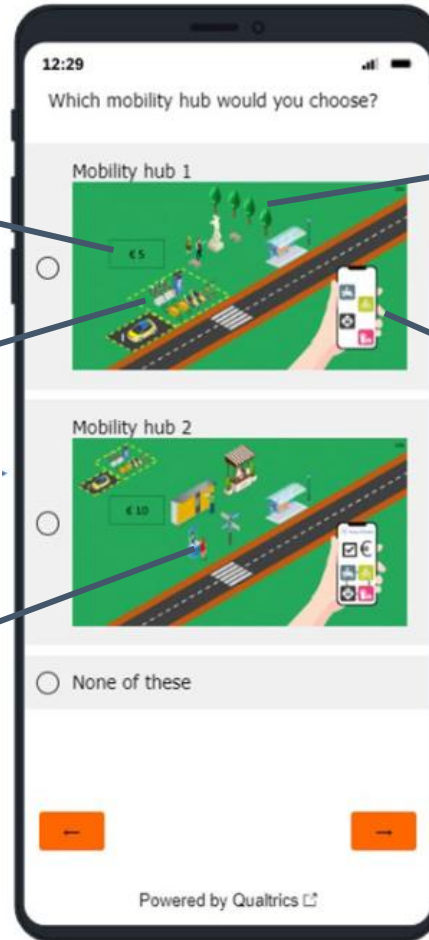 12:29
Which mobility hub would you choose?
Mobility hub 1
€ 5
Mobility hub 2
€ 10
€
None of these
←
→
Powered by Qualtrics